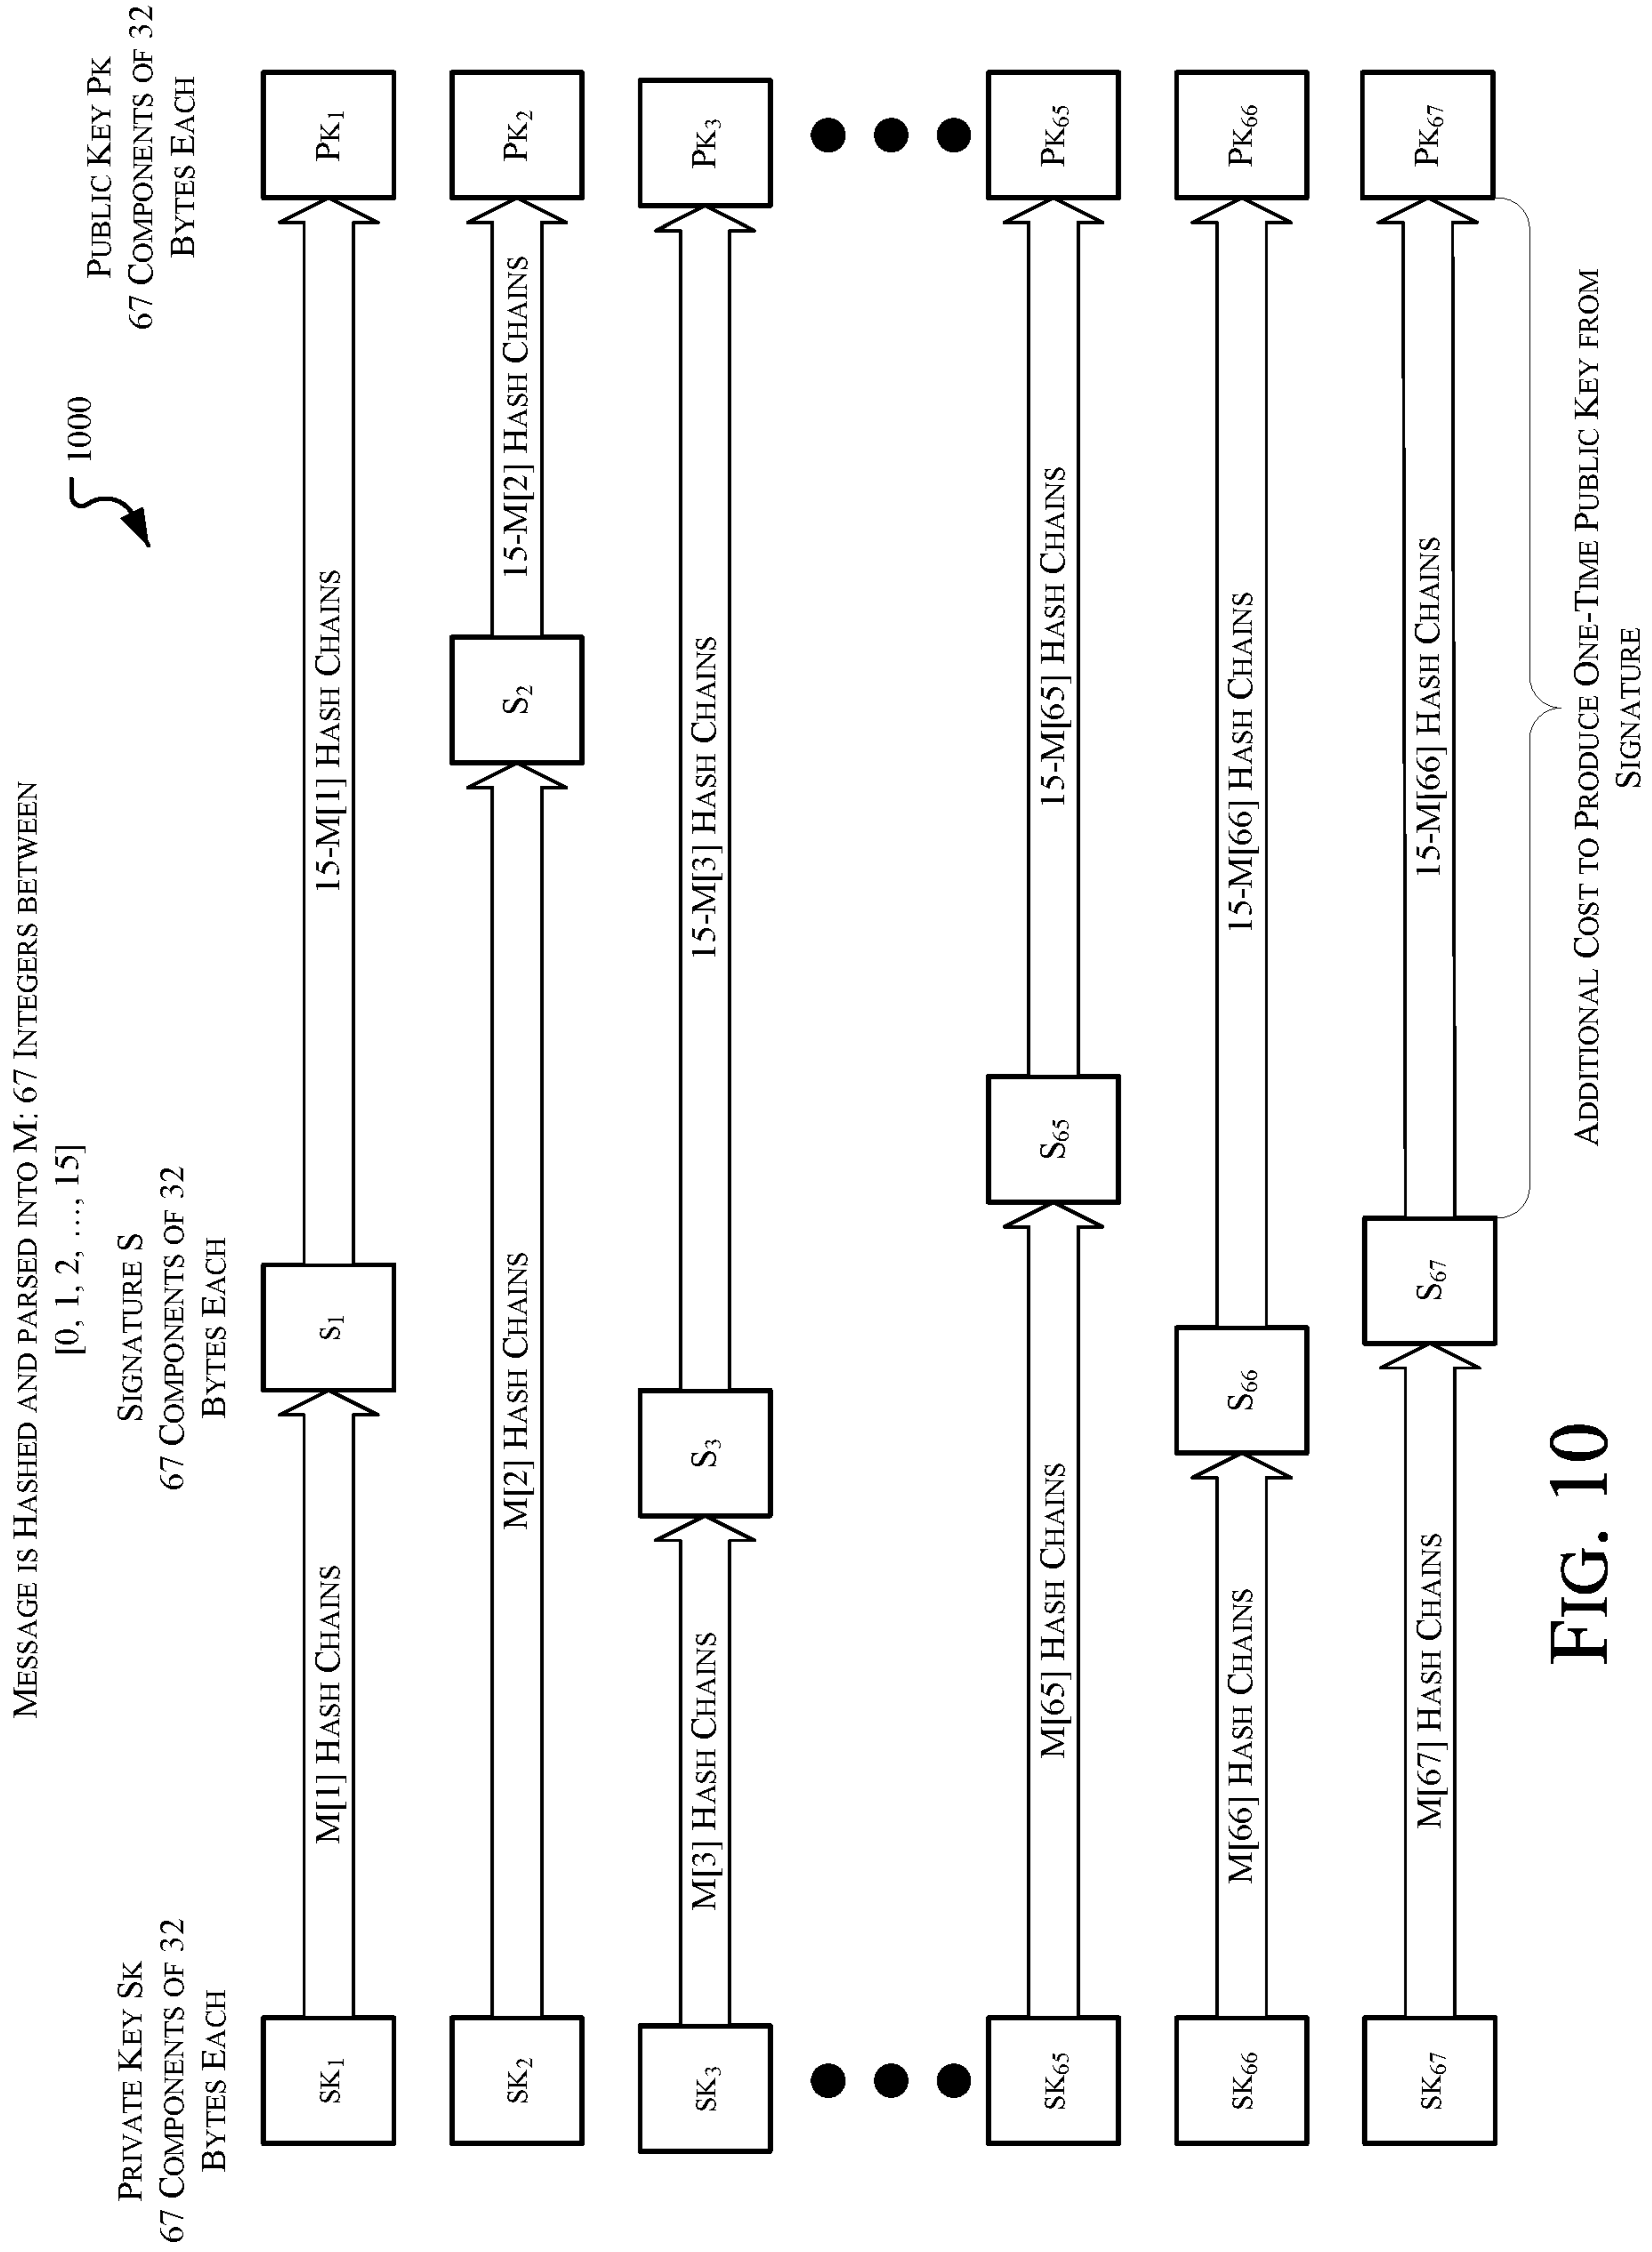 MESSAGE IS HASHED AND PARSED INTO M: 67 INTEGERS BETWEEN
[0, 1, 2, …, 15]
1000
PRIVATE KEY SK
67 COMPONENTS OF 32
BYTES EACH
SIGNATURE S
67 COMPONENTS OF 32
BYTES EACH
PUBLIC KEY PK
67 COMPONENTS OF 32
BYTES EACH
SK1 M[1] HASH CHAINS S1 15-M[1] HASH CHAINS PK1
SK2 M[2] HASH CHAINS S2 15-M[2] HASH CHAINS PK2
SK3 M[3] HASH CHAINS S3 15-M[3] HASH CHAINS PK3
SK65 M[65] HASH CHAINS S65 15-M[65] HASH CHAINS PK65
SK66 M[66] HASH CHAINS S66 15-M[66] HASH CHAINS PK66
SK67 M[67] HASH CHAINS S67 15-M[66] HASH CHAINS PK67
ADDITIONAL COST TO PRODUCE ONE-TIME PUBLIC KEY FROM
SIGNATURE
FIG. 10